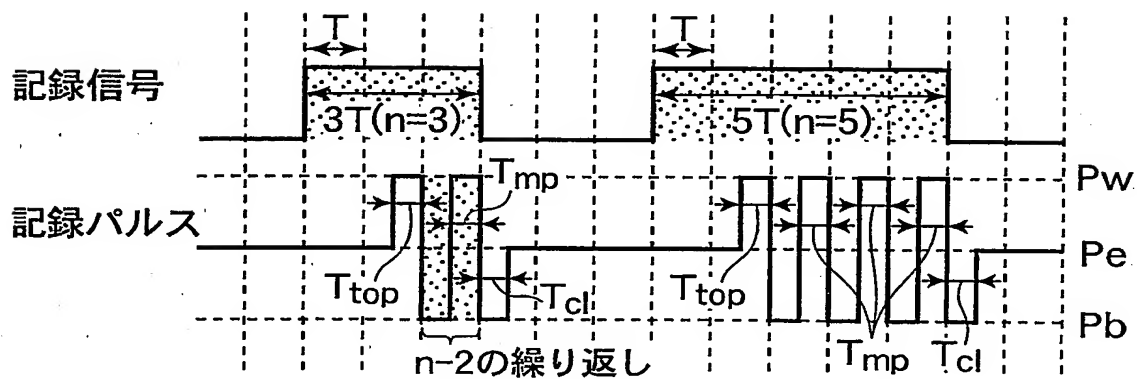 T
T
記録信号
3T(n=3)
5T(n=5)
Tmp
Pw
記録パルス
Pe
Ttop
Tcl
Ttop
Pb
Tmp
Tcl
n-2の繰り返し